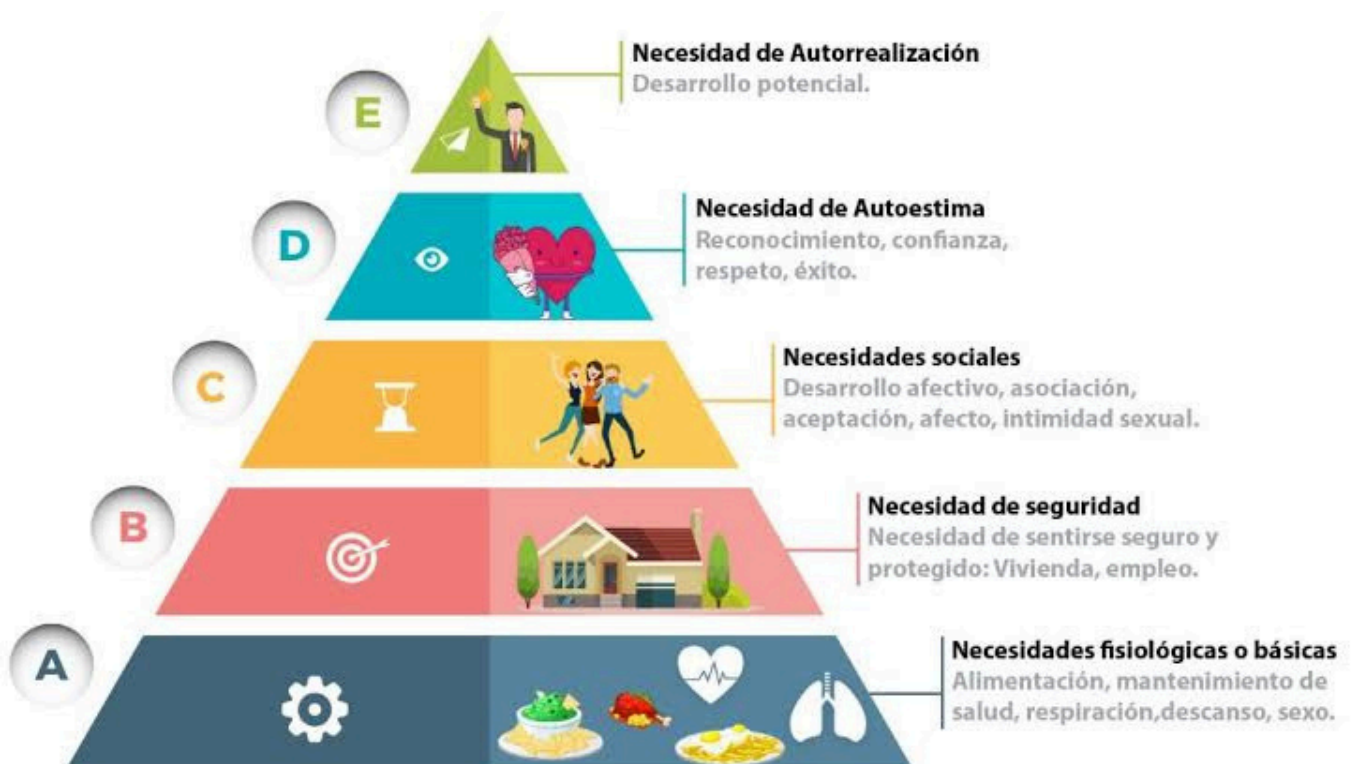 E
Necesidad de Autorrealización
Desarrollo potencial.
D
Necesidad de Autoestima
Reconocimiento, confianza,
respeto, éxito.
C
Necesidades sociales
Desarrollo afectivo, asociación,
aceptación, afecto, intimidad sexual.
B
Necesidad de seguridad
Necesidad de sentirse seguro y
protegido: Vivienda, empleo.
A
Necesidades fisiológicas o básicas
Alimentación, mantenimiento de
salud, respiración,descanso, sexo.